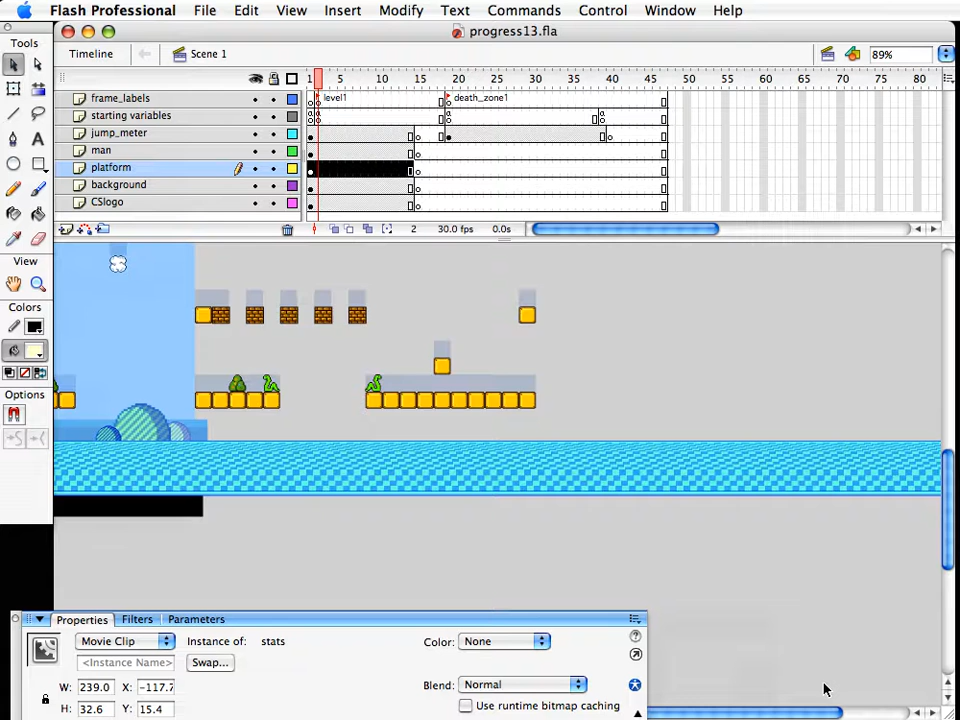 Flash Professional File Edit View Insert Modify Text Commands Control Window Help
progress13.fla
Tools
Timeline Scene 1 89%
1 5 10 15 20 25 30 35 40 45 50 55 60 65 70 75 80
frame_labels level1 death_zone1
starting variables
jump_meter
man
platform
background
CSlogo
2 30.0 fps 0.0s
View
Colors
Options
Properties Filters Parameters
Movie Clip Instance of: stats Color: None
<Instance Name> Swap...
W: 239.0 X: -117.7 Blend: Normal
H: 32.6 Y: 15.4 Use runtime bitmap caching